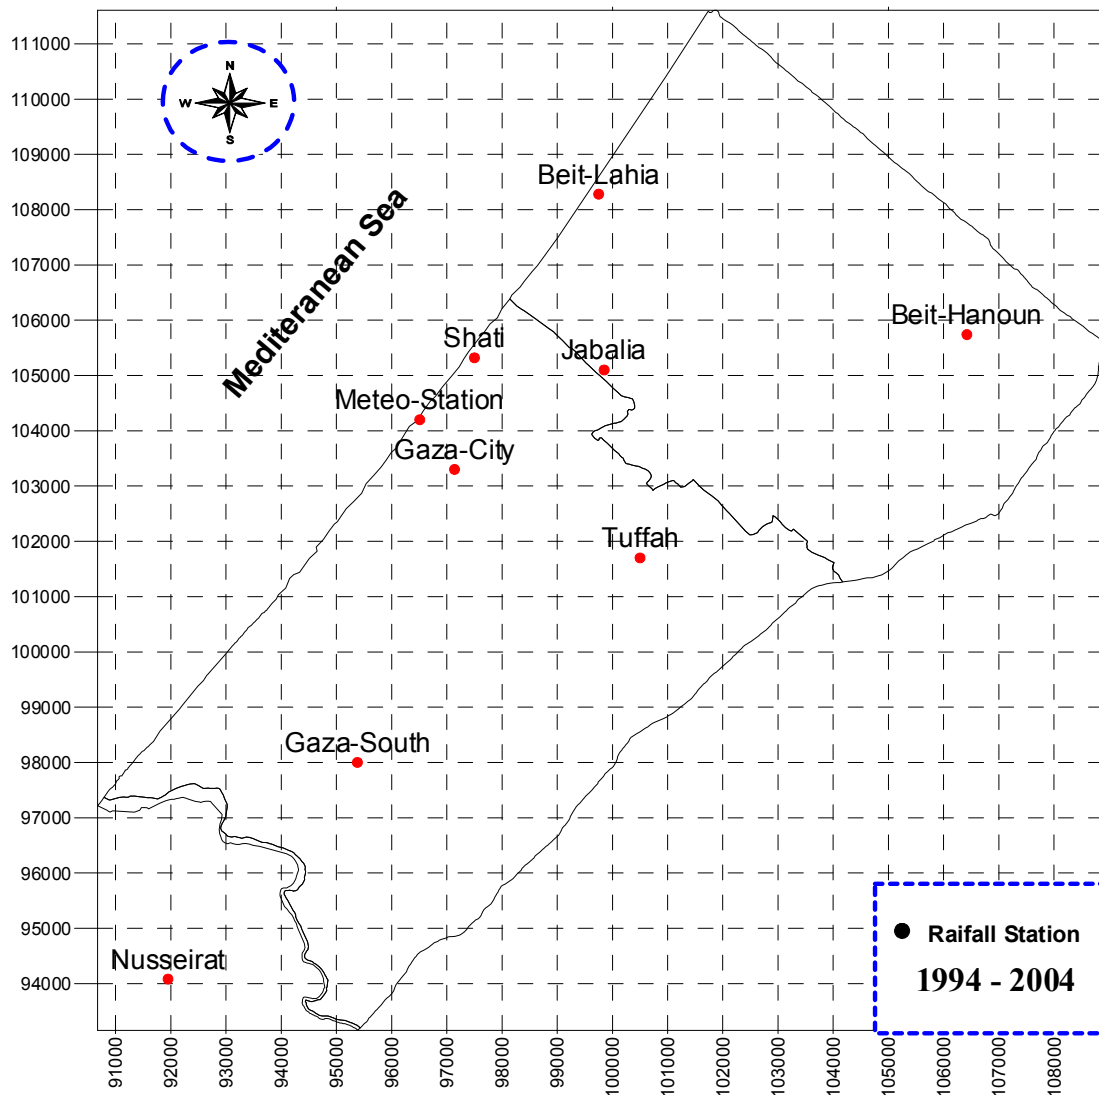 111000
110000
109000
108000
107000
106000
105000
104000
103000
102000
101000
100000
99000
98000
97000
96000
95000
94000
N
W E
S
Mediteranean Sea
Beit-Lahia
Beit-Hanoun
Shati
Jabalia
Meteo-Station
Gaza-City
Tuffah
Gaza-South
Nusseirat
Raifall Station
1994 - 2004
91000
92000
93000
94000
95000
96000
97000
98000
99000
100000
101000
102000
103000
104000
105000
106000
107000
108000